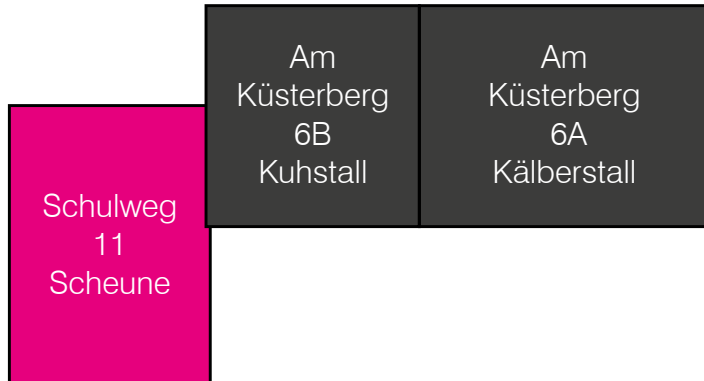 Am
Küsterberg
6B
Kuhstall
Am
Küsterberg
6A
Kälberstall
Schulweg
11
Scheune